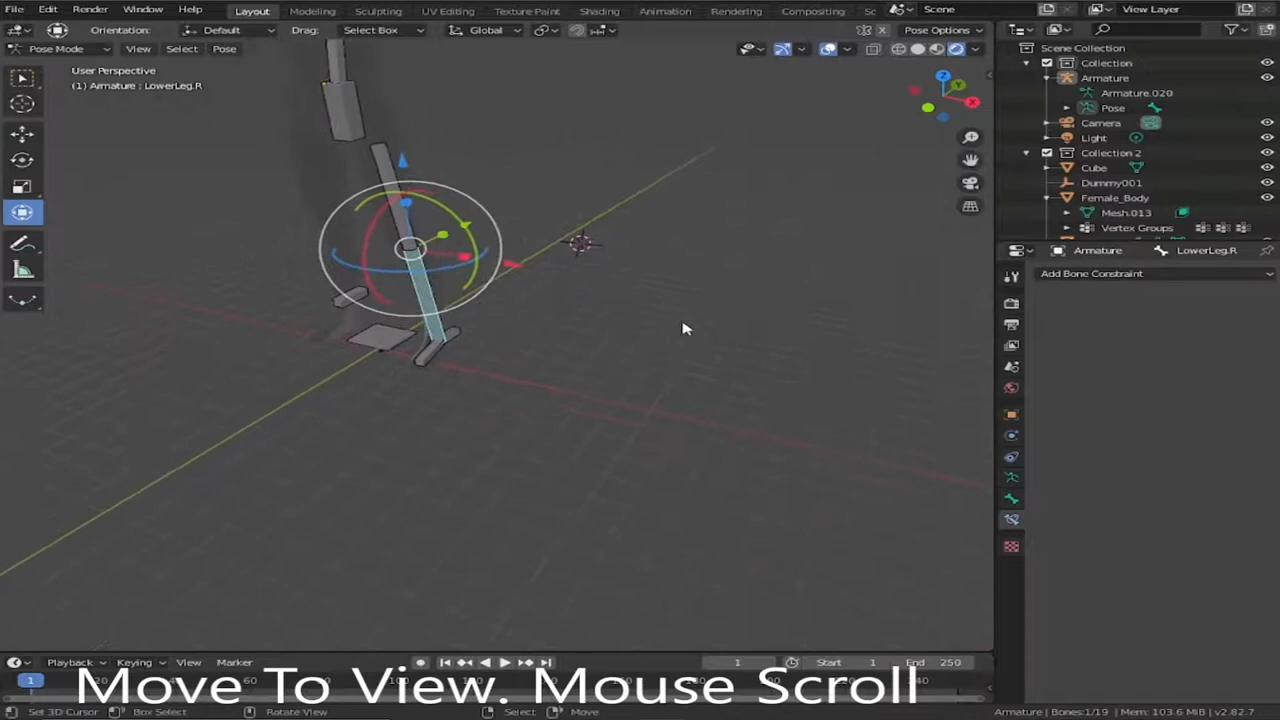 File Edit Render Window Help Layout Modeling Sculpting UV Editing Texture Paint Shading Animation Rendering Compositing Sc Scene View Layer
Orientation: Default Drag: Select Box Global Pose Options
Pose Mode View Select Pose
User Perspective
(1) Armature : LowerLeg.R
Scene Collection
Collection
Armature
Armature.020
Pose
Camera
Light
Collection 2
Cube
Dummy001
Female_Body
Mesh.013
Vertex Groups
Armature LowerLeg.R
Add Bone Constraint
Z
Y
X
Playback Keying View Marker 1 Start 1 End 250
1
Move To View. Mouse Scroll
Set 3D Cursor Box Select Rotate View Select Move Armature | Bones:1/19 | Mem: 103.6 MiB | v2.82.7